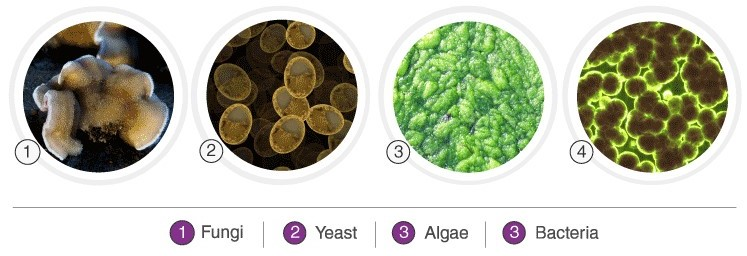 1 2 3 4
1 Fungi | 2 Yeast | 3 Algae | 3 Bacteria